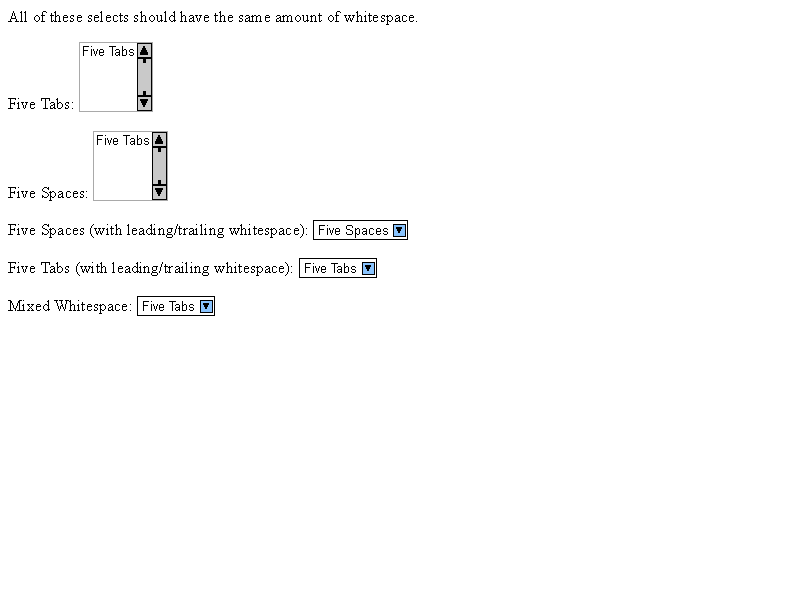 All of these selects should have the same amount of whitespace.
Five Tabs: Five Tabs
Five Spaces: Five Tabs
Five Spaces (with leading/trailing whitespace): Five Spaces
Five Tabs (with leading/trailing whitespace): Five Tabs
Mixed Whitespace: Five Tabs